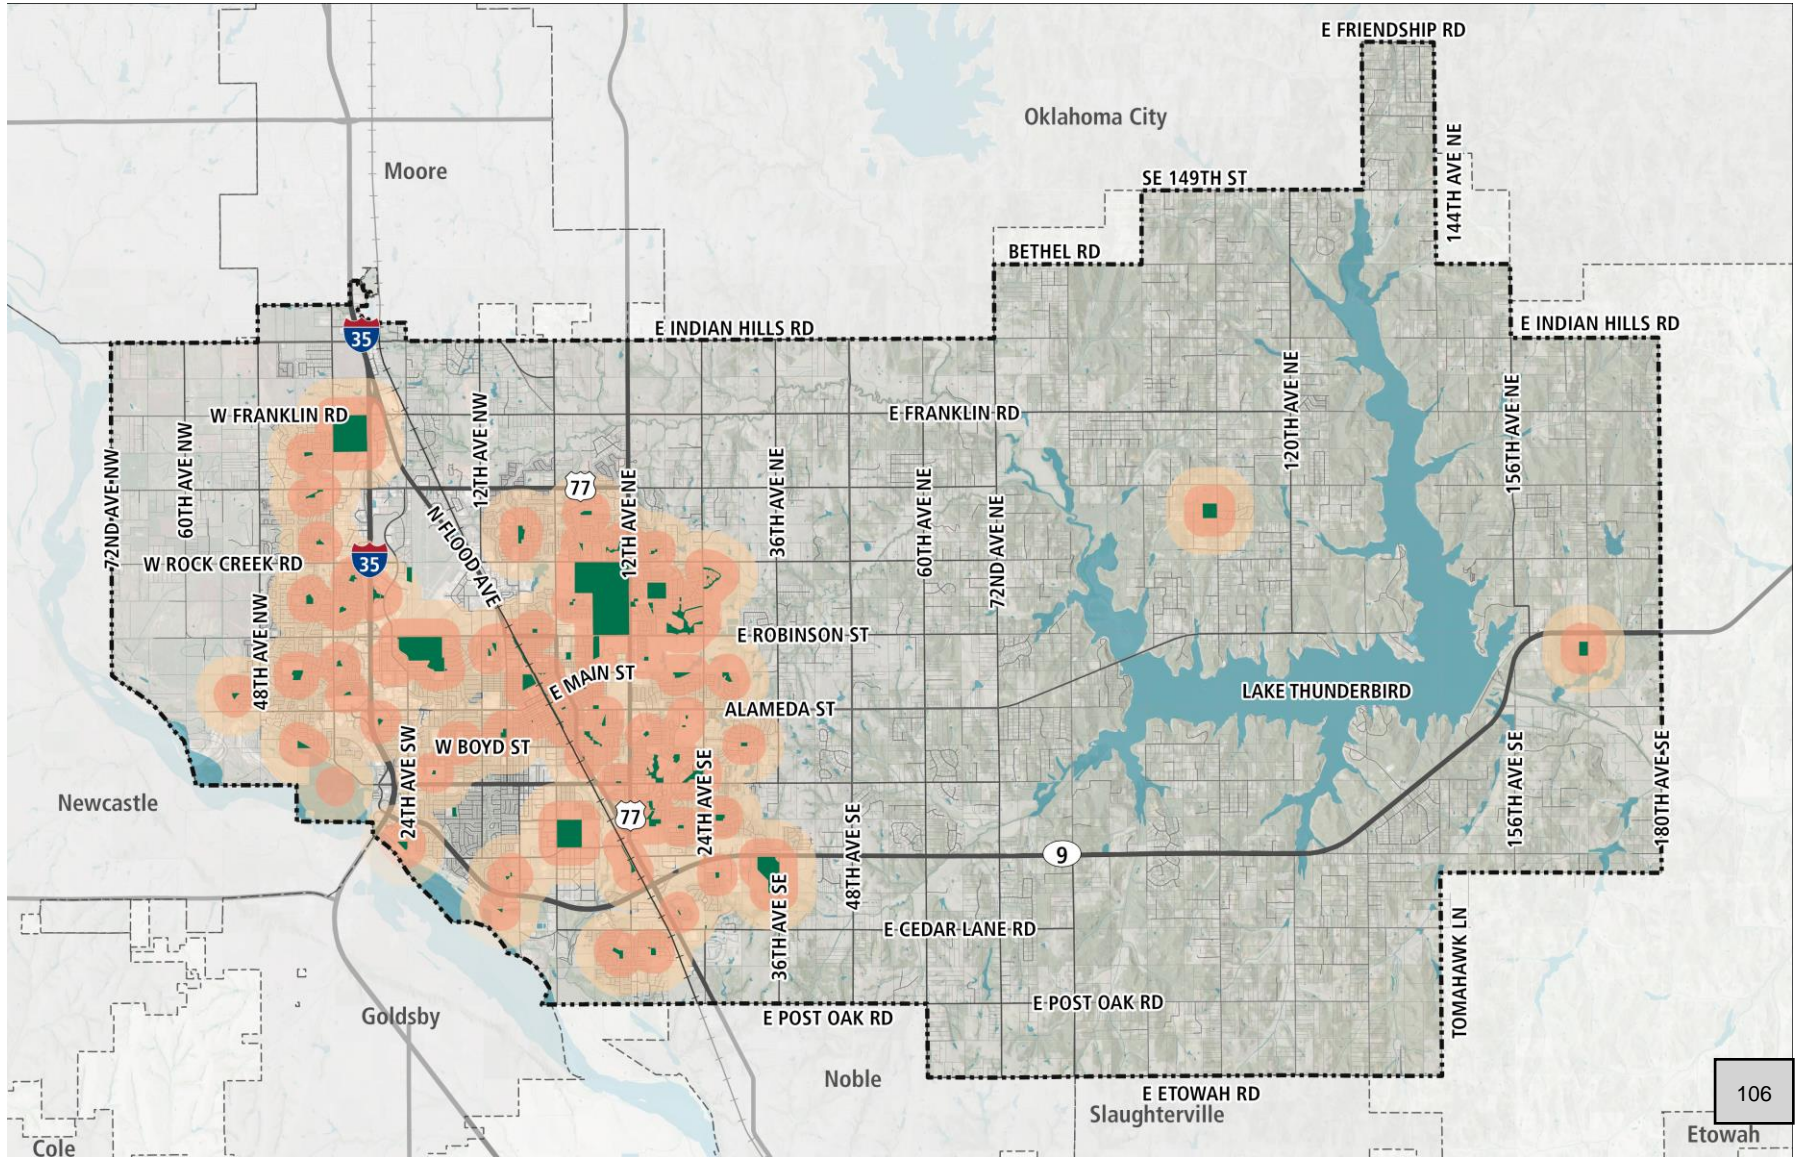 E FRIENDSHIP RD
Oklahoma City
144TH AVE NE
Moore
SE 149TH ST
BETHEL RD
35
E INDIAN HILLS RD
E INDIAN HILLS RD
W FRANKLIN RD
E FRANKLIN RD
72ND AVE NW
60TH AVE NW
12TH AVE NW
77
12TH AVE NE
36TH AVE NE
60TH AVE NE
72ND AVE NE
120TH AVE NE
156TH AVE NE
N FLOOD AVE
W ROCK CREEK RD
35
48TH AVE NW
E ROBINSON ST
E MAIN ST
LAKE THUNDERBIRD
ALAMEDA ST
W BOYD ST
24TH AVE SW
24TH AVE SE
156TH AVE SE
180TH AVE SE
Newcastle
77
48TH AVE SE
9
36TH AVE SE
E CEDAR LANE RD
TOMAHAWK LN
E POST OAK RD
E POST OAK RD
Goldsby
Noble
E ETOWAH RD
Slaughterville
106
Etowah
Cole